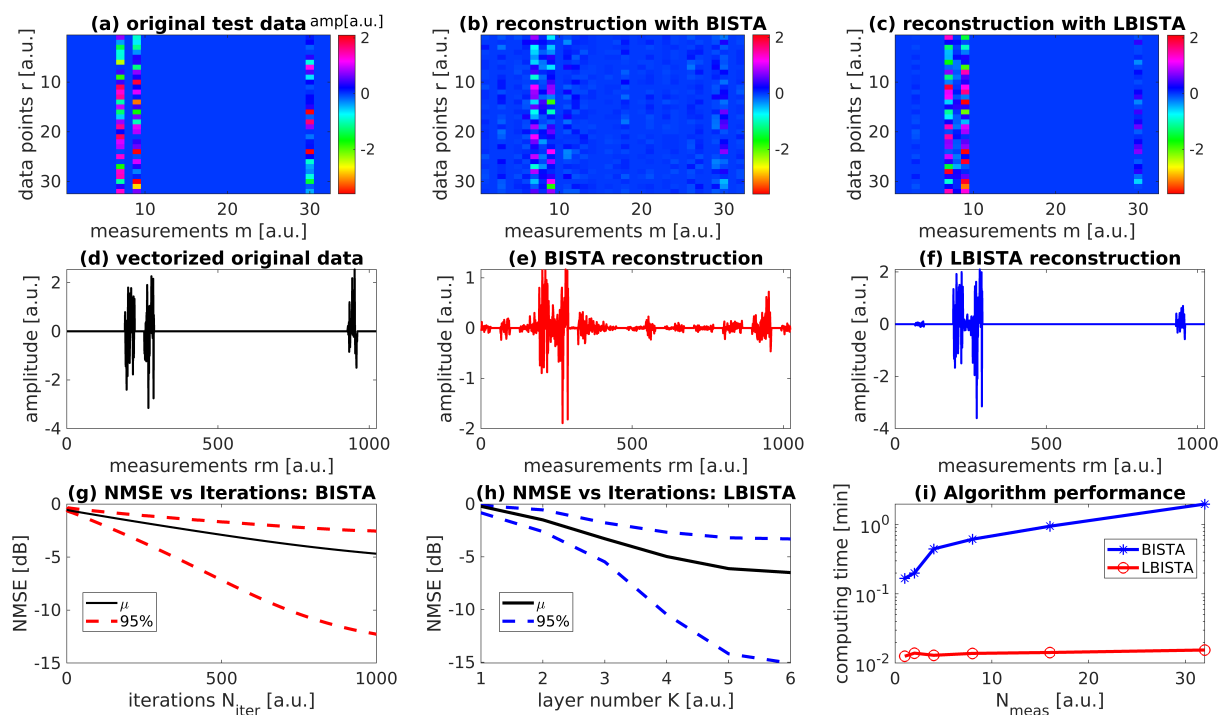 (a) original test data amp[a.u.]
data points r [a.u.]
10
20
30
10 20 30
measurements m [a.u.]
2
0
-2
(b) reconstruction with BISTA
data points r [a.u.]
10
20
30
10 20 30
measurements m [a.u.]
2
0
-2
(c) reconstruction with LBISTA
data points r [a.u.]
10
20
30
10 20 30
measurements m [a.u.]
2
0
-2
(d) vectorized original data
amplitude [a.u.]
2
0
-2
-4
0 500 1000
measurements rm [a.u.]
(e) BISTA reconstruction
amplitude [a.u.]
1
0
-1
-2
0 500 1000
measurements rm [a.u.]
(f) LBISTA reconstruction
amplitude [a.u.]
2
0
-2
-4
0 500 1000
measurements rm [a.u.]
(g) NMSE vs Iterations: BISTA
NMSE [dB]
0
-5
-10
-15
μ
95%
0 500 1000
iterations N_iter [a.u.]
(h) NMSE vs Iterations: LBISTA
NMSE [dB]
0
-5
-10
-15
μ
95%
1 2 3 4 5 6
layer number K [a.u.]
(i) Algorithm performance
computing time [min]
10^0
10^-1
10^-2
BISTA
LBISTA
0 10 20 30
N_meas [a.u.]